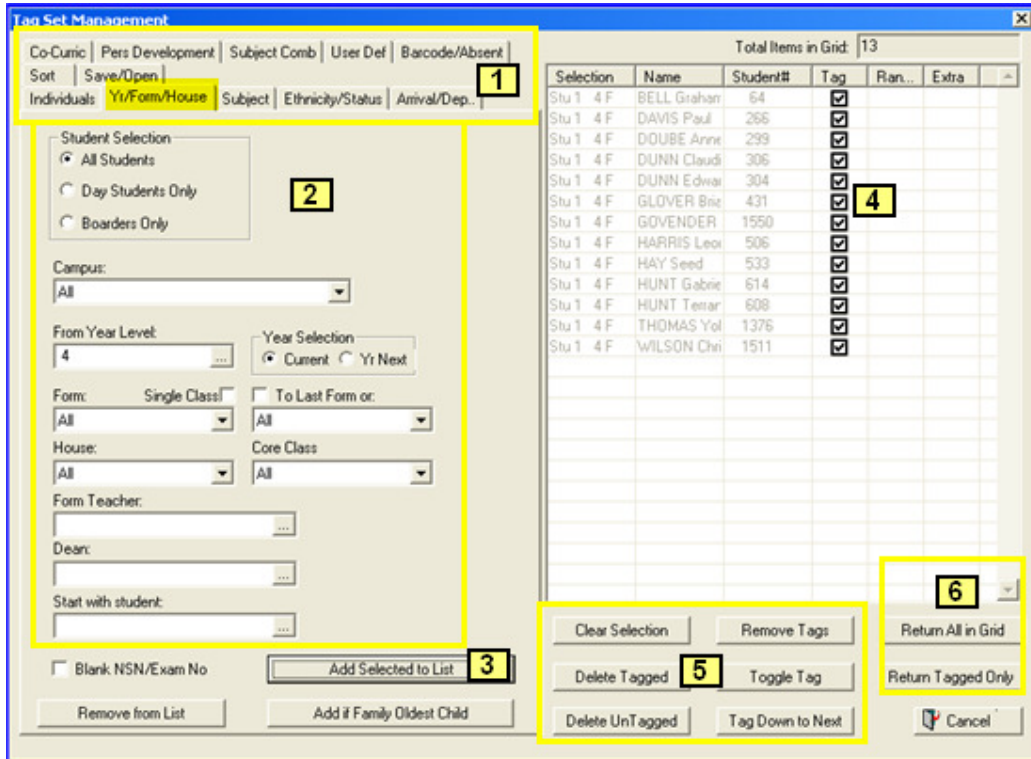 Tag Set Management
Co-Curric Pers Development Subject Comb User Def Barcode/Absent
Sort Save/Open
Individuals Yr/Form/House Subject Ethnicity/Status Arrival/Dep..
1
Student Selection
All Students
Day Students Only
Boarders Only
2
Campus:
All
From Year Level:
4 ...
Year Selection
Current Yr Next
Form: Single Class To Last Form or:
All All
House: Core Class
All All
Form Teacher:
...
Dean:
...
Start with student:
...
Blank NSN/Exam No Add Selected to List 3
Remove from List Add if Family Oldest Child
Total Items in Grid: 13
Selection Name Student# Tag Ran... Extra
Stu 1 4 F BELL Graham 64
Stu 1 4 F DAVIS Paul 266
Stu 1 4 F DOUBE Anne 299
Stu 1 4 F DUNN Claudi 306
Stu 1 4 F DUNN Edwar 304
Stu 1 4 F GLOVER 431
4
Stu 1 4 F GOVENDER 1550
Stu 1 4 F HARRIS Leo 506
Stu 1 4 F HAY Seed 533
Stu 1 4 F HUNT Gabrie 614
Stu 1 4 F HUNT Terrar 608
Stu 1 4 F THOMAS Yol 1376
Stu 1 4 F WILSON Chri 1511
Clear Selection Remove Tags
Delete Tagged 5 Toggle Tag
Delete UnTagged Tag Down to Next
6
Return All in Grid
Return Tagged Only
Cancel